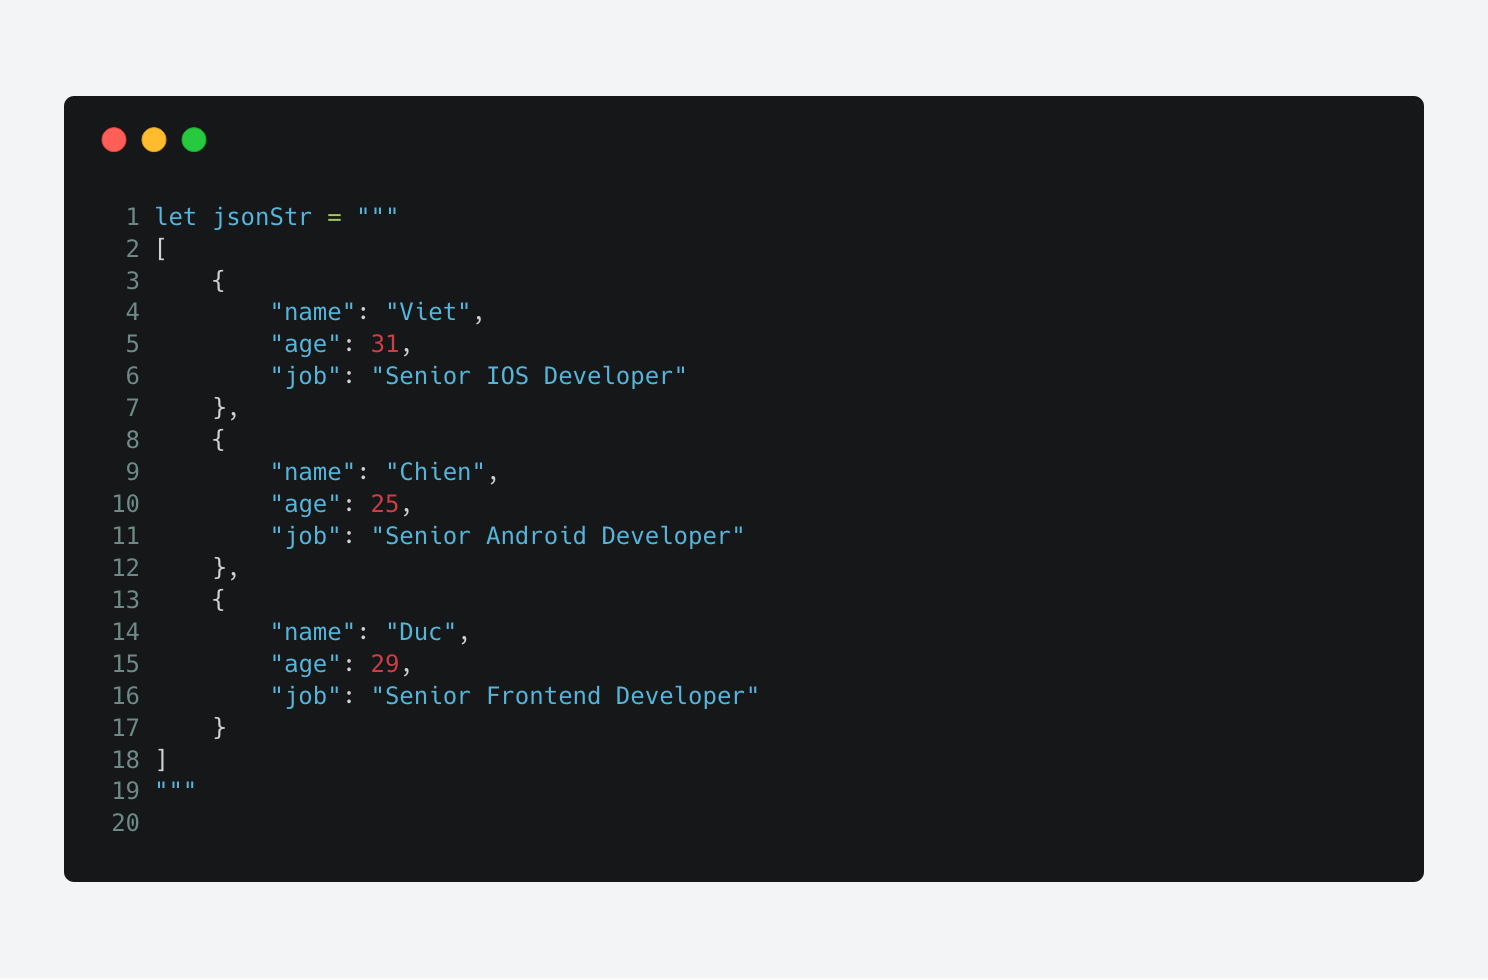 1 let jsonStr = """
2 [
3     {
4         "name": "Viet",
5         "age": 31,
6         "job": "Senior IOS Developer"
7     },
8     {
9         "name": "Chien",
10         "age": 25,
11         "job": "Senior Android Developer"
12     },
13     {
14         "name": "Duc",
15         "age": 29,
16         "job": "Senior Frontend Developer"
17     }
18 ]
19 """
20